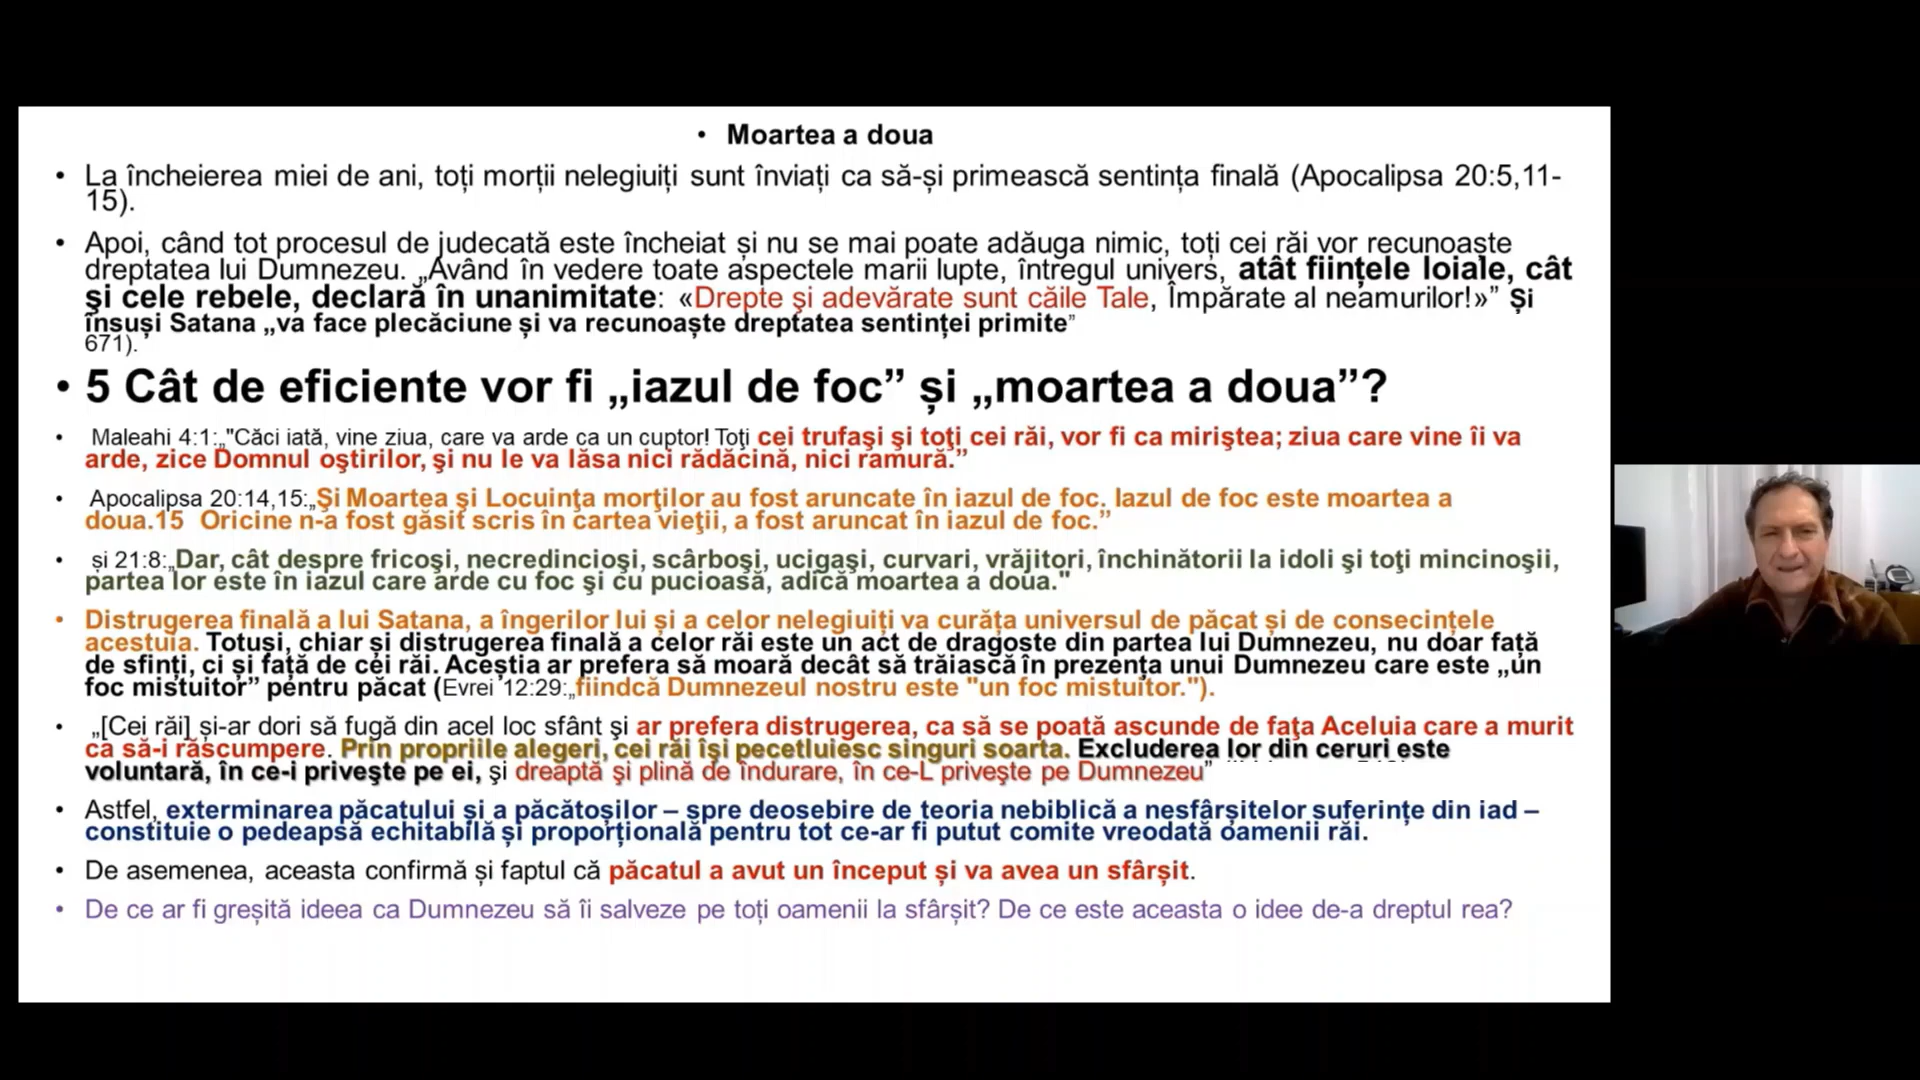 • Moartea a doua
• La încheierea miei de ani, toți morții nelegiuiți sunt înviați ca să-și primească sentința finală (Apocalipsa 20:5,11-
15).
• Apoi, când tot procesul de judecată este încheiat și nu se mai poate adăuga nimic, toți cei răi vor recunoaște
dreptatea lui Dumnezeu. „Având în vedere toate aspectele marii lupte, întregul univers, atât ființele loiale, cât
şi cele rebele, declară în unanimitate: «Drepte şi adevărate sunt căile Tale, Împărate al neamurilor!»” Și
însuși Satana „va face plecăciune și va recunoaște dreptatea sentinței primite”
671).
• 5 Cât de eficiente vor fi „iazul de foc” și „moartea a doua”?
• Maleahi 4:1:„"Căci iată, vine ziua, care va arde ca un cuptor! Toţi cei trufaşi şi toţi cei răi, vor fi ca miriştea; ziua care vine îi va
arde, zice Domnul oştirilor, şi nu le va lăsa nici rădăcină, nici ramură.”
• Apocalipsa 20:14,15:„Şi Moartea şi Locuinţa morţilor au fost aruncate în iazul de foc. Iazul de foc este moartea a
doua.15 Oricine n-a fost găsit scris în cartea vieţii, a fost aruncat în iazul de foc.”
• și 21:8:„Dar, cât despre fricoşi, necredincioşi, scârboşi, ucigaşi, curvari, vrăjitori, închinătorii la idoli şi toţi mincinoşii,
partea lor este în iazul care arde cu foc şi cu pucioasă, adică moartea a doua."
• Distrugerea finală a lui Satana, a îngerilor lui și a celor nelegiuiți va curăța universul de păcat și de consecințele
acestuia. Totuși, chiar și distrugerea finală a celor răi este un act de dragoste din partea lui Dumnezeu, nu doar față
de sfinți, ci și față de cei răi. Aceștia ar prefera să moară decât să trăiască în prezența unui Dumnezeu care este „un
foc mistuitor” pentru păcat (Evrei 12:29:„fiindcă Dumnezeul nostru este "un foc mistuitor.").
• „[Cei răi] și-ar dori să fugă din acel loc sfânt şi ar prefera distrugerea, ca să se poată ascunde de faţa Aceluia care a murit
ca să-i răscumpere. Prin propriile alegeri, cei răi își pecetluiesc singuri soarta. Excluderea lor din ceruri este
voluntară, în ce-i priveşte pe ei, şi dreaptă şi plină de îndurare, în ce-L priveşte pe Dumnezeu”
• Astfel, exterminarea păcatului și a păcătoșilor – spre deosebire de teoria nebiblică a nesfârșitelor suferințe din iad –
constituie o pedeapsă echitabilă și proporțională pentru tot ce-ar fi putut comite vreodată oamenii răi.
• De asemenea, aceasta confirmă și faptul că păcatul a avut un început și va avea un sfârșit.
• De ce ar fi greșită ideea ca Dumnezeu să îi salveze pe toți oamenii la sfârșit? De ce este aceasta o idee de-a dreptul rea?